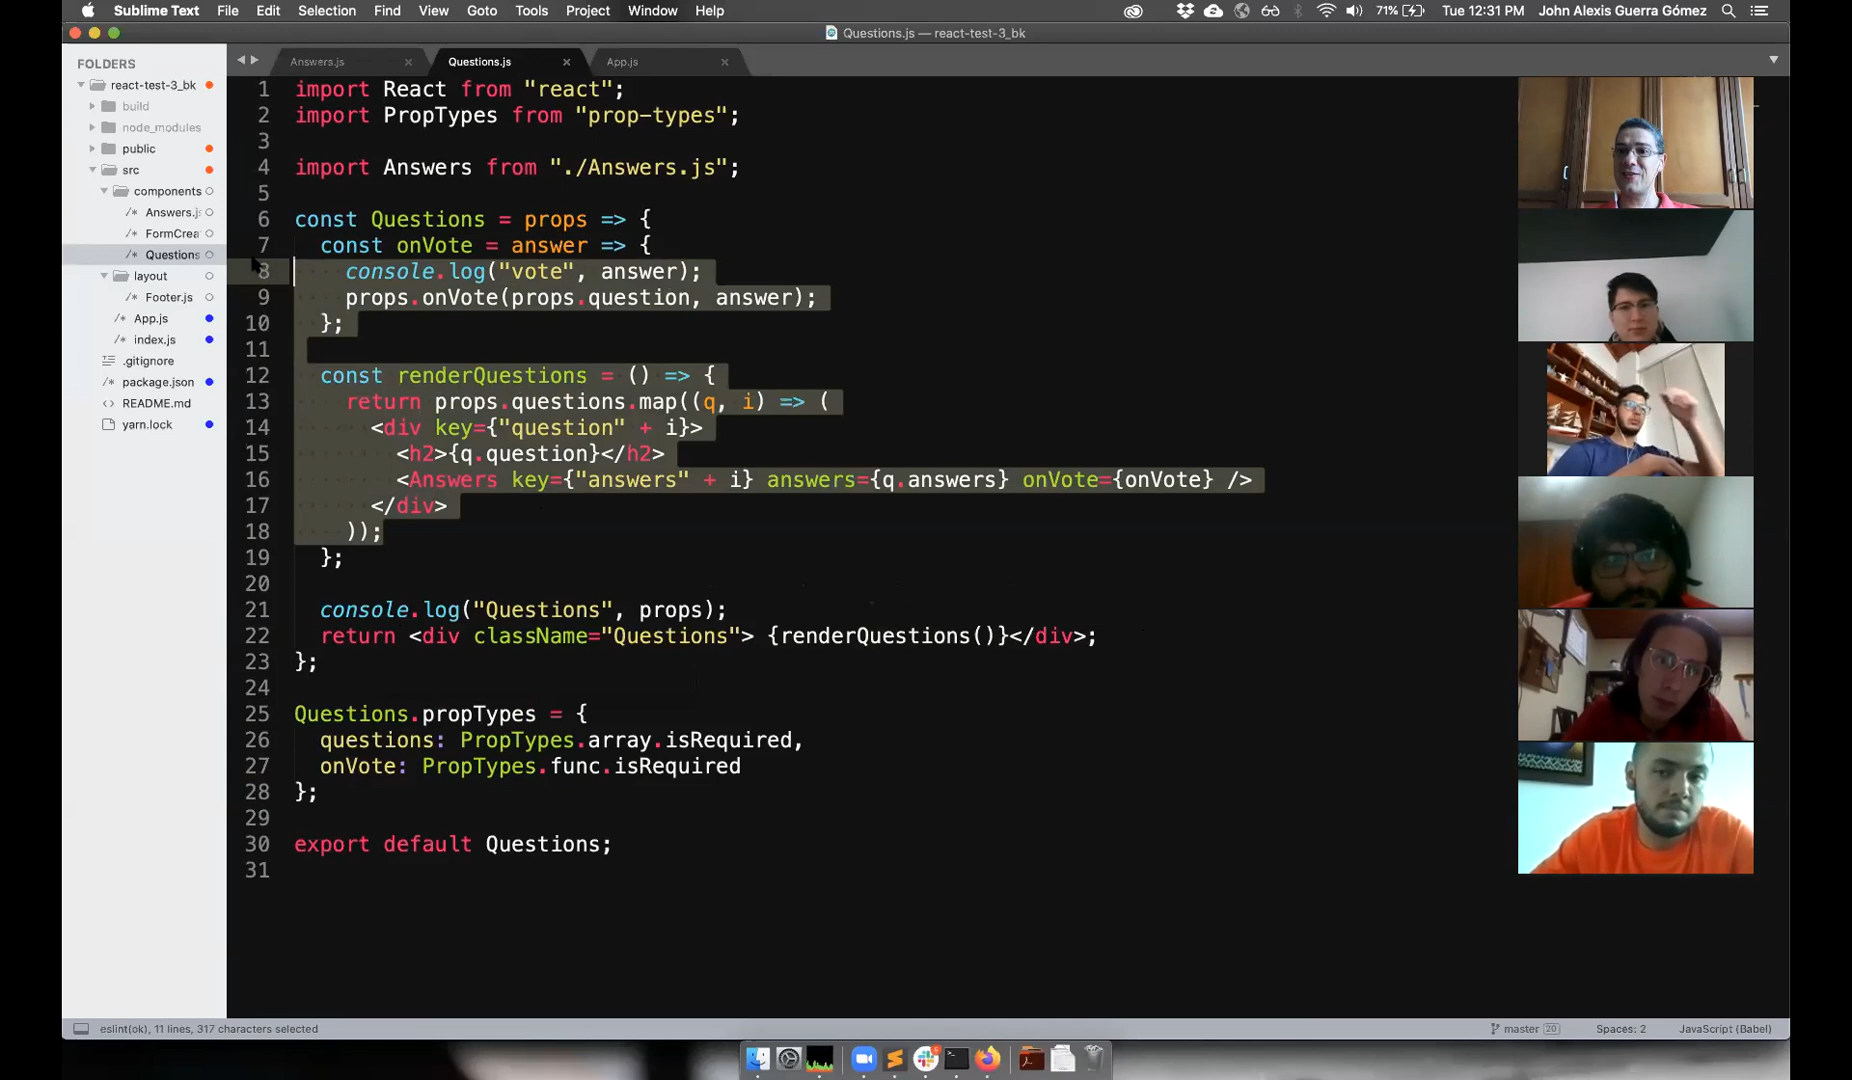 Sublime Text File Edit Selection Find View Goto Tools Project Window Help 71% Tue 12:31 PM John Alexis Guerra Gómez
Questions.js — react-test-3_bk
FOLDERS
react-test-3_bk
build
node_modules
public
src
components
Answers.j
FormCrea
Questions
layout
Footer.js
App.js
index.js
.gitignore
package.json
README.md
yarn.lock
Answers.js Questions.js App.js
1 import React from "react";
2 import PropTypes from "prop-types";
3
4 import Answers from "./Answers.js";
5
6 const Questions = props => {
7 const onVote = answer => {
8 console.log("vote", answer);
9 props.onVote(props.question, answer);
10 };
11
12 const renderQuestions = () => {
13 return props.questions.map((q, i) => (
14 <div key={"question" + i}>
15 <h2>{q.question}</h2>
16 <Answers key={"answers" + i} answers={q.answers} onVote={onVote} />
17 </div>
18 ));
19 };
20
21 console.log("Questions", props);
22 return <div className="Questions"> {renderQuestions()}</div>;
23 };
24
25 Questions.propTypes = {
26 questions: PropTypes.array.isRequired,
27 onVote: PropTypes.func.isRequired
28 };
29
30 export default Questions;
31
eslint(ok), 11 lines, 317 characters selected master 20 Spaces: 2 JavaScript (Babel)